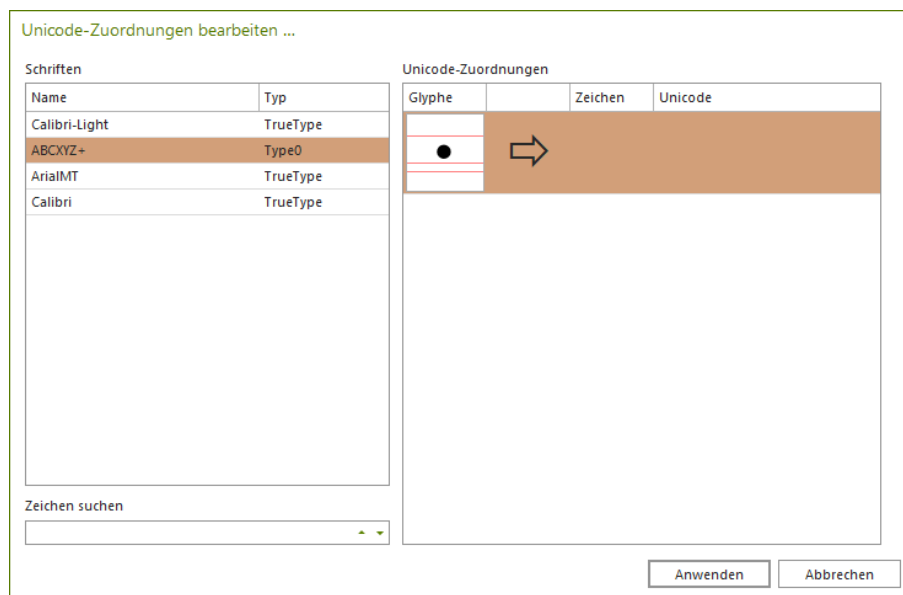 Unicode-Zuordnungen bearbeiten ...
Schriften
Name Typ
Calibri-Light TrueType
ABCXYZ+ Type0
ArialMT TrueType
Calibri TrueType
Zeichen suchen
Unicode-Zuordnungen
Glyphe Zeichen Unicode
Anwenden Abbrechen